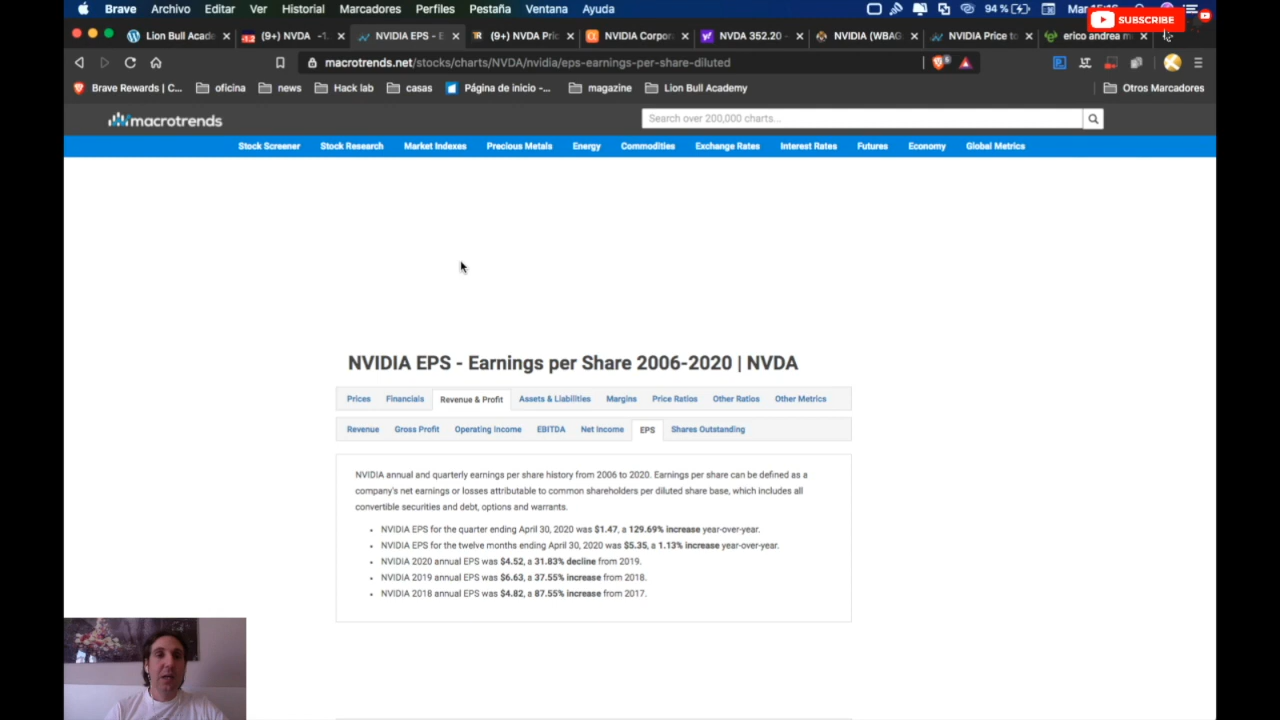 Brave Archivo Editar Ver Historial Marcadores Perfiles Pestaña Ventana Ayuda 94 %
SUBSCRIBE
Lion Bull Acade (9+) NVDA -1. NVIDIA EPS - E (9+) NVDA Pric NVIDIA Corpor NVDA 352.20 - NVIDIA (WBAG NVIDIA Price to erico andrea m
macrotrends.net/stocks/charts/NVDA/nvidia/eps-earnings-per-share-diluted
Brave Rewards | C... oficina news Hack lab casas Página de inicio -... magazine Lion Bull Academy Otros Marcadores
macrotrends Search over 200,000 charts...
Stock Screener Stock Research Market Indexes Precious Metals Energy Commodities Exchange Rates Interest Rates Futures Economy Global Metrics
NVIDIA EPS - Earnings per Share 2006-2020 | NVDA
Prices Financials Revenue & Profit Assets & Liabilities Margins Price Ratios Other Ratios Other Metrics
Revenue Gross Profit Operating Income EBITDA Net Income EPS Shares Outstanding
NVIDIA annual and quarterly earnings per share history from 2006 to 2020. Earnings per share can be defined as a
company's net earnings or losses attributable to common shareholders per diluted share base, which includes all
convertible securities and debt, options and warrants.
• NVIDIA EPS for the quarter ending April 30, 2020 was $1.47, a 129.69% increase year-over-year.
• NVIDIA EPS for the twelve months ending April 30, 2020 was $5.35, a 1.13% increase year-over-year.
• NVIDIA 2020 annual EPS was $4.52, a 31.83% decline from 2019.
• NVIDIA 2019 annual EPS was $6.63, a 37.55% increase from 2018.
• NVIDIA 2018 annual EPS was $4.82, a 87.55% increase from 2017.